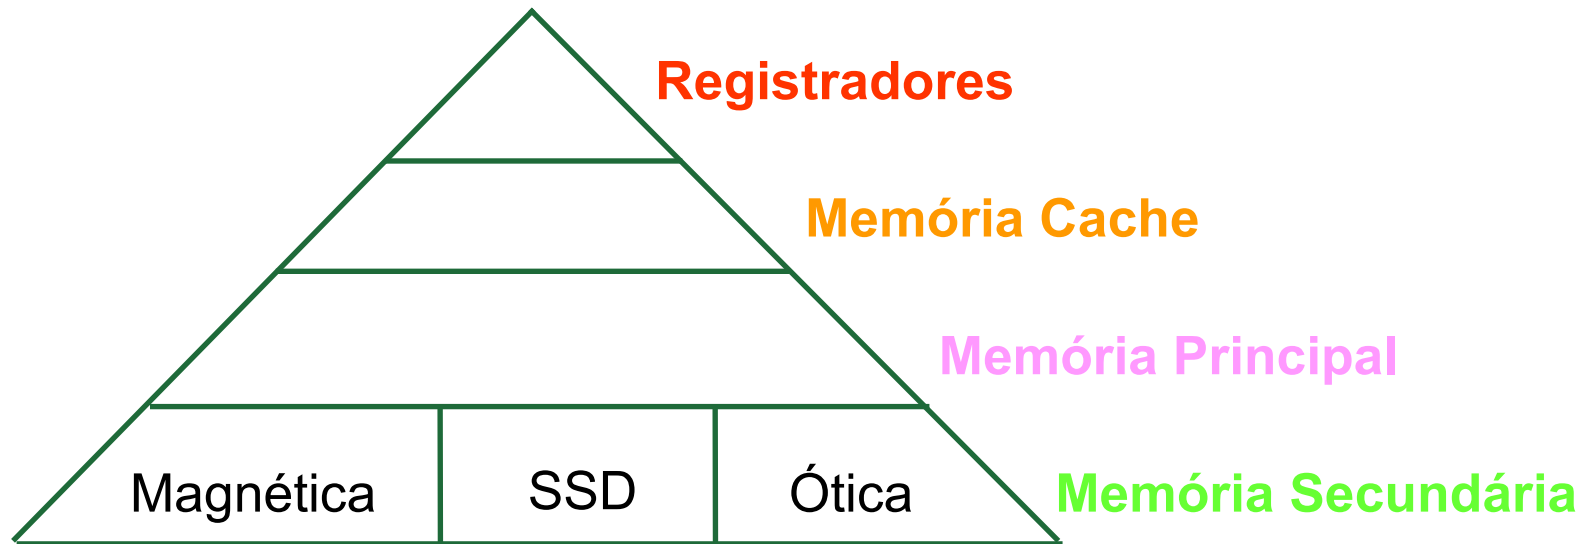 Registradores
Memória Cache
Memória Principal
Magnética
SSD
Ótica
Memória Secundária